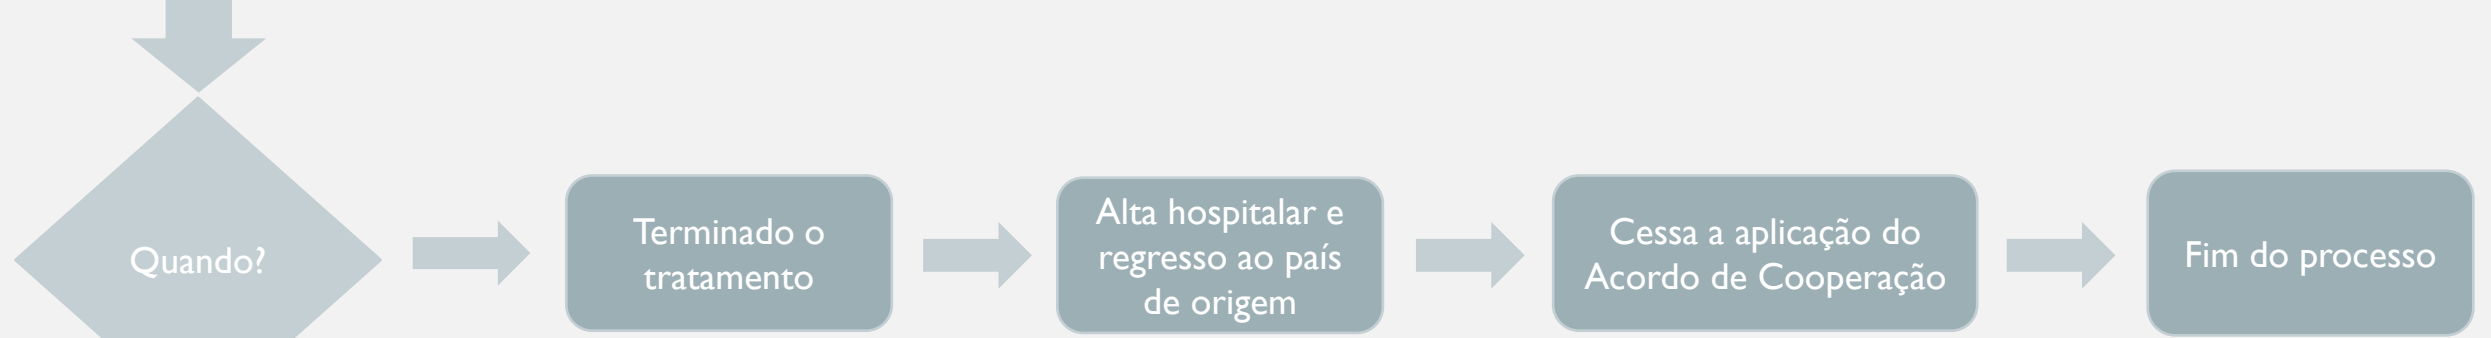 Quando?
Terminado o
tratamento
Alta hospitalar e
regresso ao país
de origem
Cessa a aplicação do
Acordo de Cooperação
Fim do processo